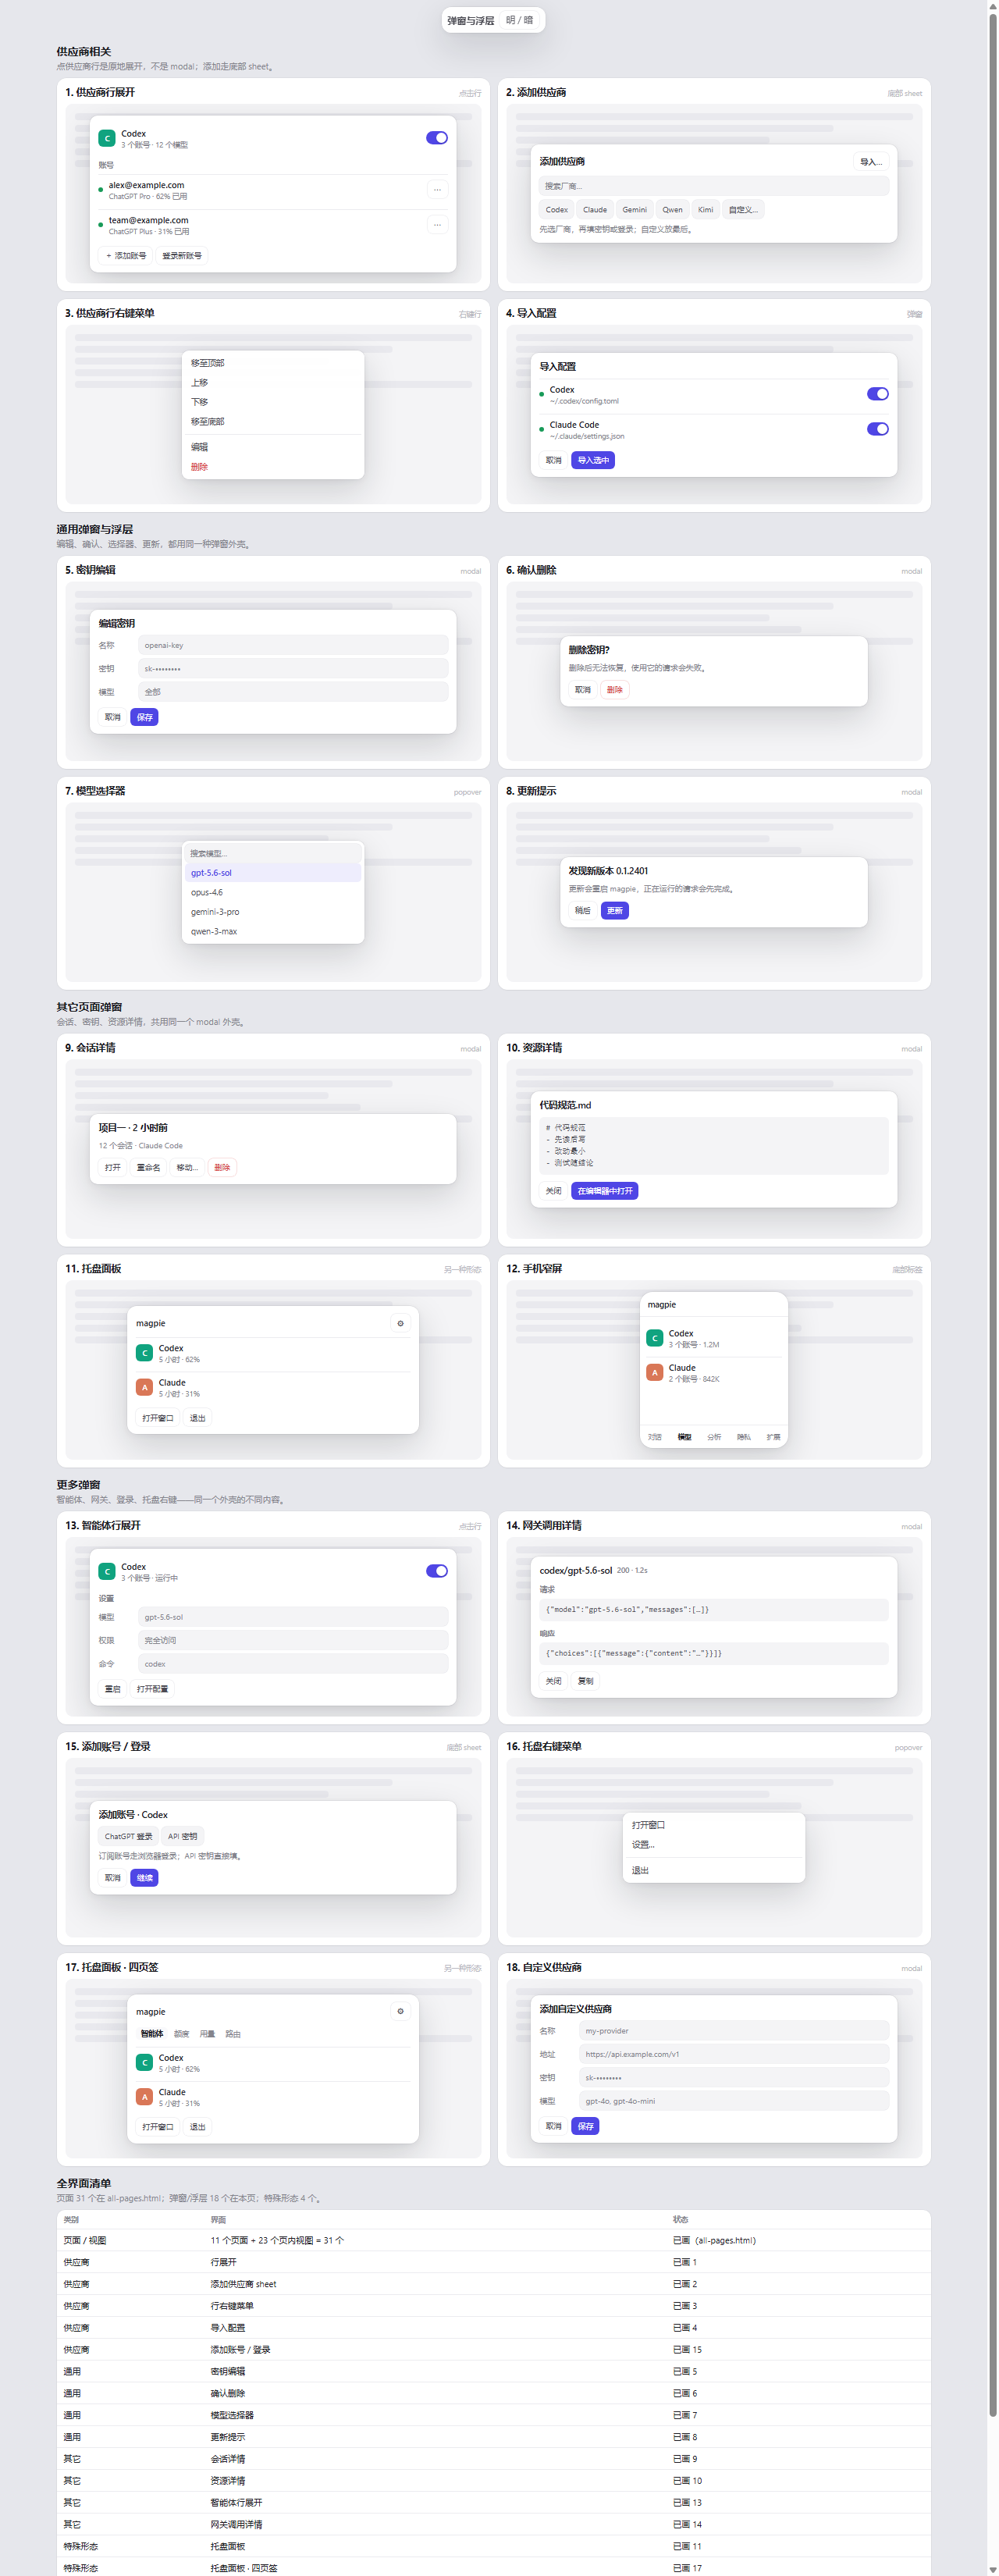 弹窗与浮层 明 / 暗
供应商相关
点供应商行是原地展开，不是 modal；添加走底部 sheet。
1. 供应商行展开 点击行
C Codex
3 个账号 · 12 个模型
账号
alex@example.com
ChatGPT Pro · 62% 已用
...
team@example.com
ChatGPT Plus · 31% 已用
...
+ 添加账号 登录新账号
2. 添加供应商 底部 sheet
添加供应商 导入...
搜索厂商...
Codex Claude Gemini Qwen Kimi 自定义...
先选厂商，再填密钥或登录；自定义放最后。
3. 供应商行右键菜单 右键行
移至顶部
上移
下移
移至底部
编辑
删除
4. 导入配置 弹窗
导入配置
Codex
~/.codex/config.toml
Claude Code
~/.claude/settings.json
取消 导入选中
通用弹窗与浮层
编辑、确认、选择器、更新，都用同一种弹窗外壳。
5. 密钥编辑 modal
编辑密钥
名称 openai-key
密钥 sk-••••••••
模型 全部
取消 保存
6. 确认删除 modal
删除密钥?
删除后无法恢复，使用它的请求会失败。
取消 删除
7. 模型选择器 popover
搜索模型...
gpt-5.6-sol
opus-4.6
gemini-3-pro
qwen-3-max
8. 更新提示 modal
发现新版本 0.1.2401
更新会重启 magpie，正在运行的请求会先完成。
稍后 更新
其它页面弹窗
会话、密钥、资源详情，共用同一个 modal 外壳。
9. 会话详情 modal
项目一 · 2 小时前
12 个会话 · Claude Code
打开 重命名 移动... 删除
10. 资源详情 modal
代码规范.md
# 代码规范
- 先读后写
- 改动最小
- 测试随结论
关闭 在编辑器中打开
11. 托盘面板 另一种形态
magpie ⚙
C Codex
5 小时 · 62%
A Claude
5 小时 · 31%
打开窗口 退出
12. 手机窄屏 底部标签
magpie
C Codex
3 个账号 · 1.2M
A Claude
2 个账号 · 842K
对话 模型 分析 隐私 扩展
更多弹窗
智能体、网关、登录、托盘右键——同一个外壳的不同内容。
13. 智能体行展开 点击行
C Codex
3 个账号 · 运行中
设置
模型 gpt-5.6-sol
权限 完全访问
命令 codex
重启 打开配置
14. 网关调用详情 modal
codex/gpt-5.6-sol 200 · 1.2s
请求
{"model":"gpt-5.6-sol","messages":[…]}
响应
{"choices":[{"message":{"content":"…"}}]}
关闭 复制
15. 添加账号 / 登录 底部 sheet
添加账号 · Codex
ChatGPT 登录 API 密钥
订阅账号走浏览器登录；API 密钥直接填。
取消 继续
16. 托盘右键菜单 popover
打开窗口
设置...
退出
17. 托盘面板 · 四页签 另一种形态
magpie ⚙
智能体 额度 用量 路由
C Codex
5 小时 · 62%
A Claude
5 小时 · 31%
打开窗口 退出
18. 自定义供应商 modal
添加自定义供应商
名称 my-provider
地址 https://api.example.com/v1
密钥 sk-••••••••
模型 gpt-4o, gpt-4o-mini
取消 保存
全界面清单
页面 31 个在 all-pages.html；弹窗/浮层 18 个在本页；特殊形态 4 个。
类别 界面 状态
页面 / 视图 11 个页面 + 23 个页内视图 = 31 个 已画（all-pages.html）
供应商 行展开 已画 1
供应商 添加供应商 sheet 已画 2
供应商 行右键菜单 已画 3
供应商 导入配置 已画 4
供应商 添加账号 / 登录 已画 15
通用 密钥编辑 已画 5
通用 确认删除 已画 6
通用 模型选择器 已画 7
通用 更新提示 已画 8
其它 会话详情 已画 9
其它 资源详情 已画 10
其它 智能体行展开 已画 13
其它 网关调用详情 已画 14
特殊形态 托盘面板 已画 11
特殊形态 托盘面板 · 四页签 已画 17